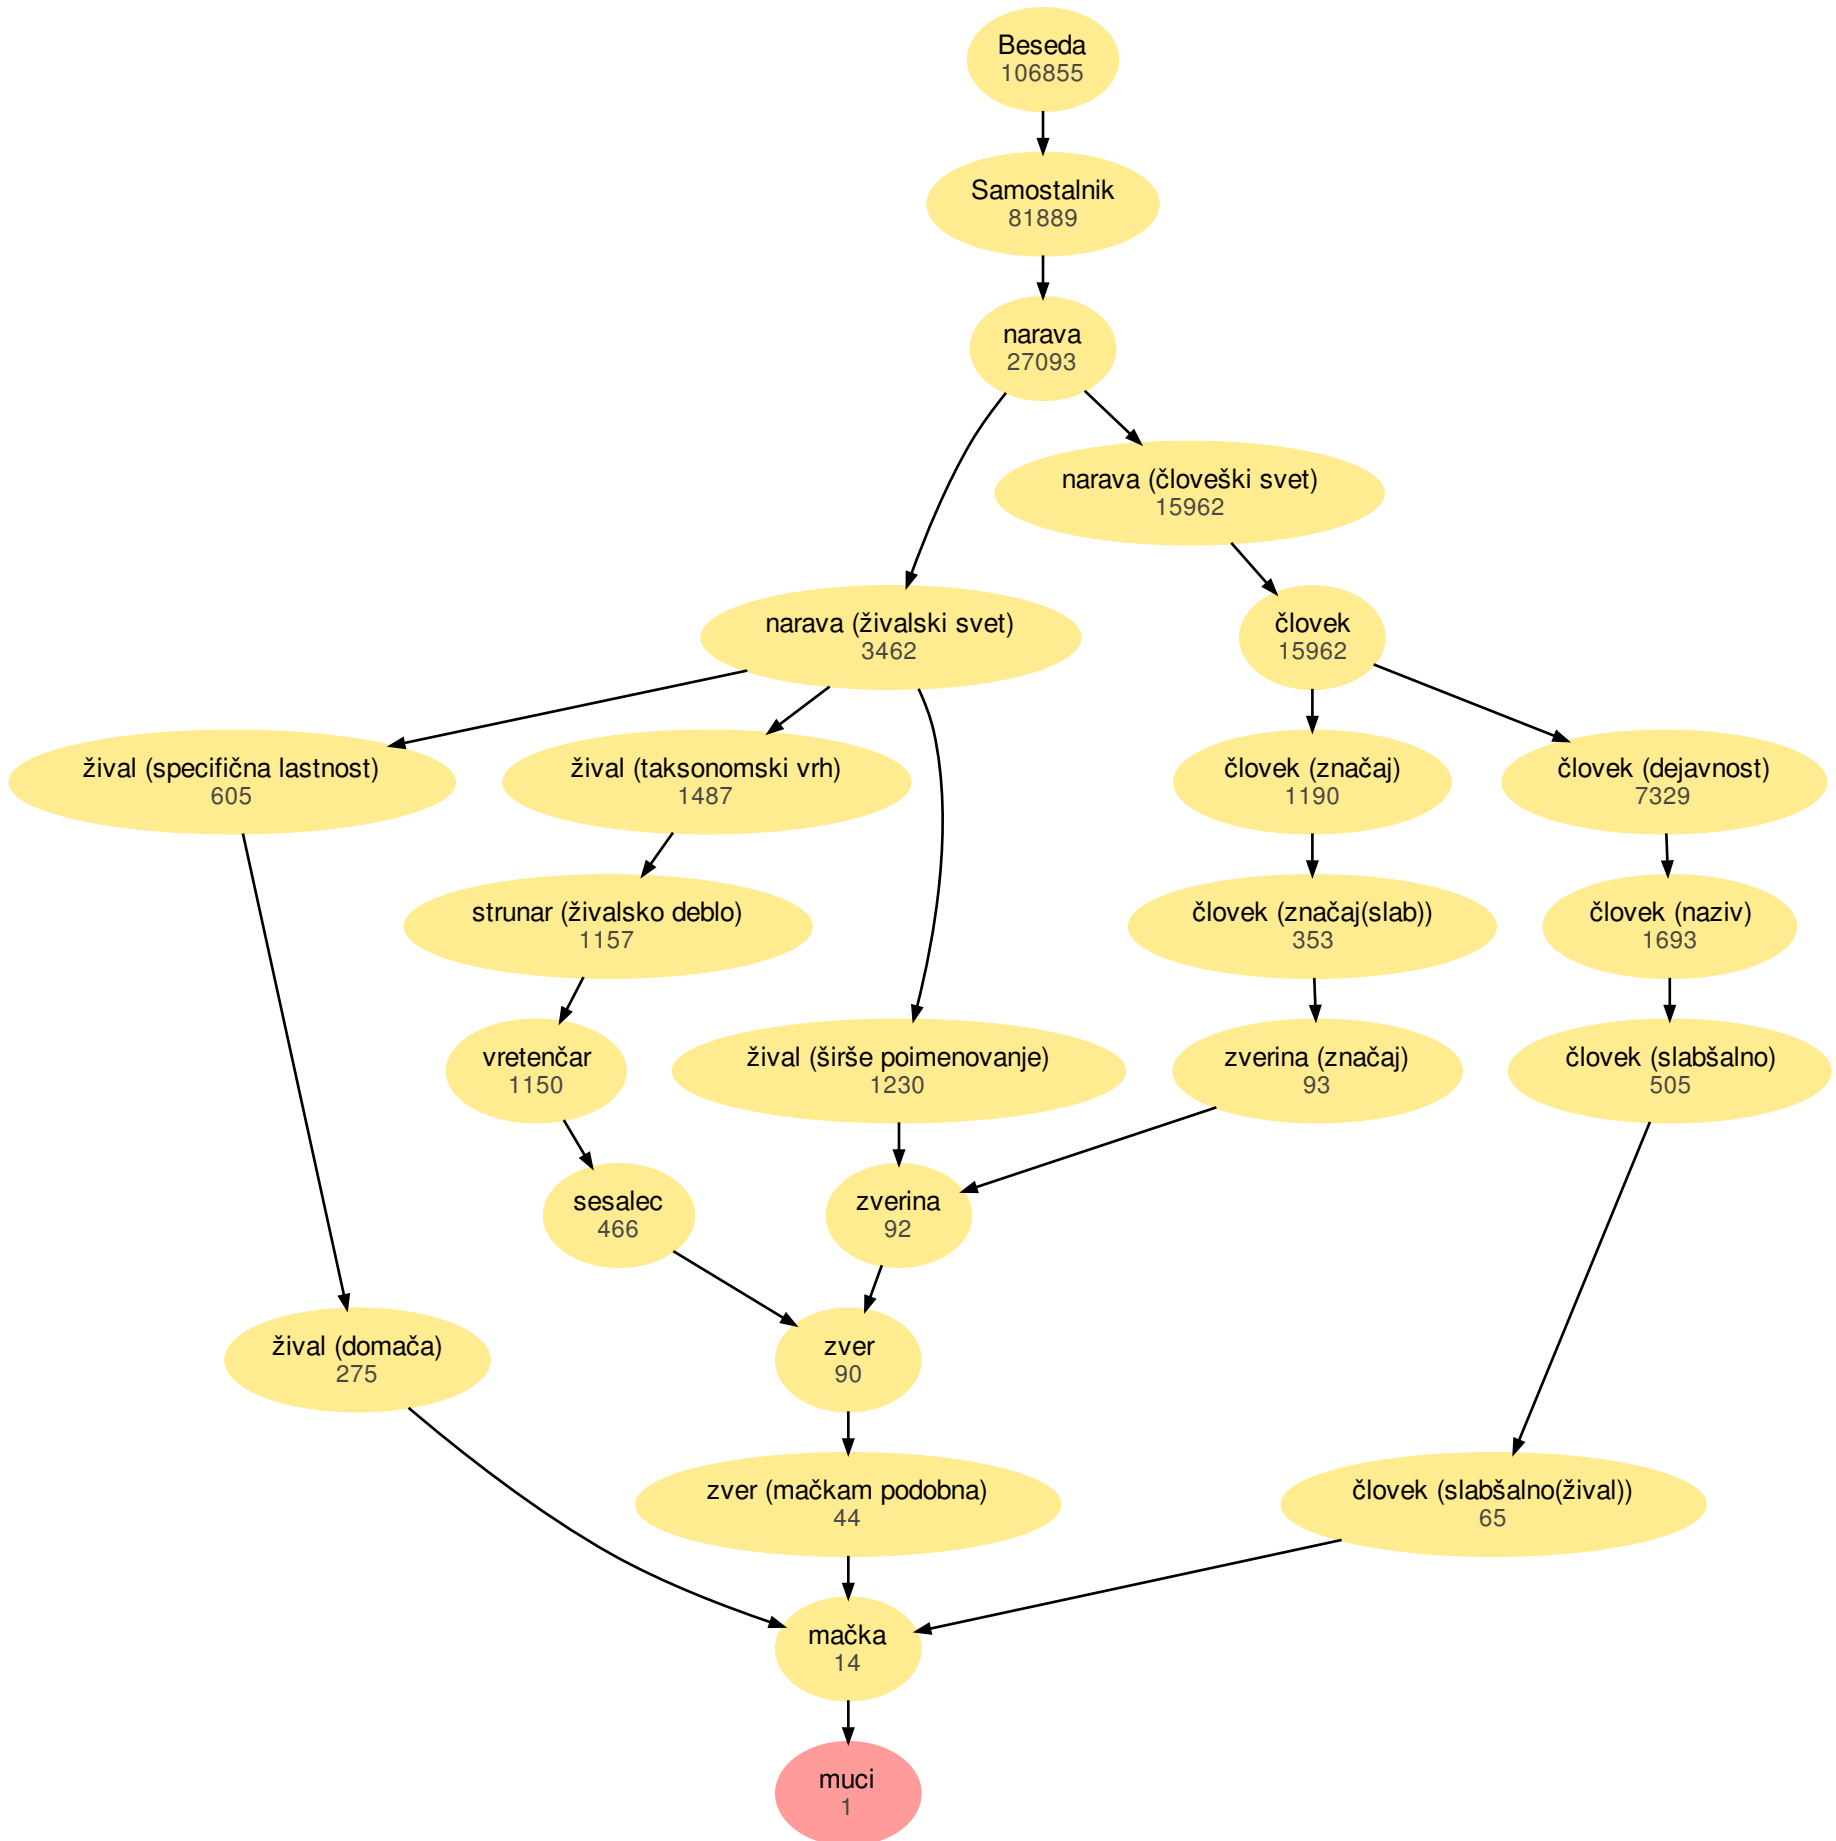 Beseda
106855
Samostalnik
81889
narava
27093
narava (človeški svet)
15962
narava (živalski svet)
3462
človek
15962
žival (specifična lastnost)
605
žival (taksonomski vrh)
1487
človek (značaj)
1190
človek (dejavnost)
7329
strunar (živalsko deblo)
1157
človek (značaj(slab))
353
človek (naziv)
1693
vretenčar
1150
žival (širše poimenovanje)
1230
zverina (značaj)
93
človek (slabšalno)
505
sesalec
466
zverina
92
žival (domača)
275
zver
90
zver (mačkam podobna)
44
človek (slabšalno(žival))
65
mačka
14
muci
1